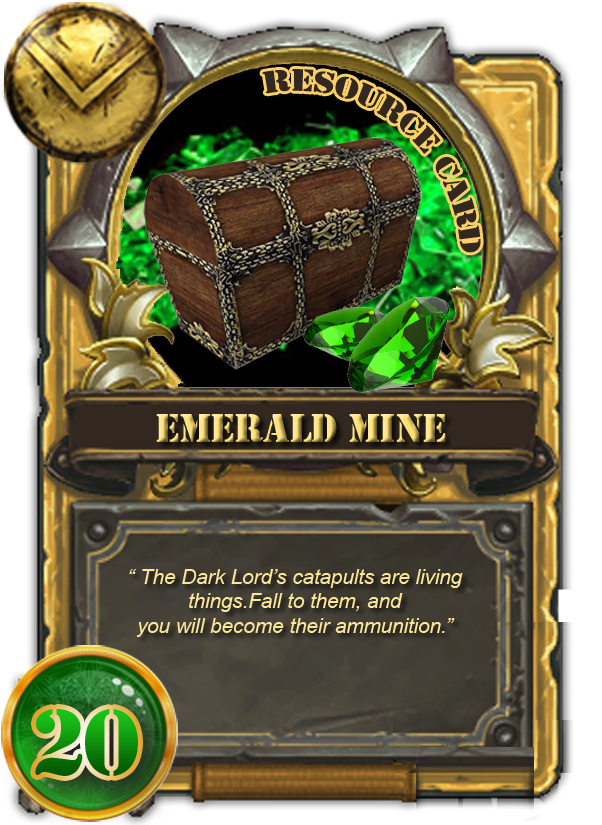 RESOURCE CARD
EMERALD MINE
“ The Dark Lord’s catapults are living
things.Fall to them, and
you will become their ammunition.”
20